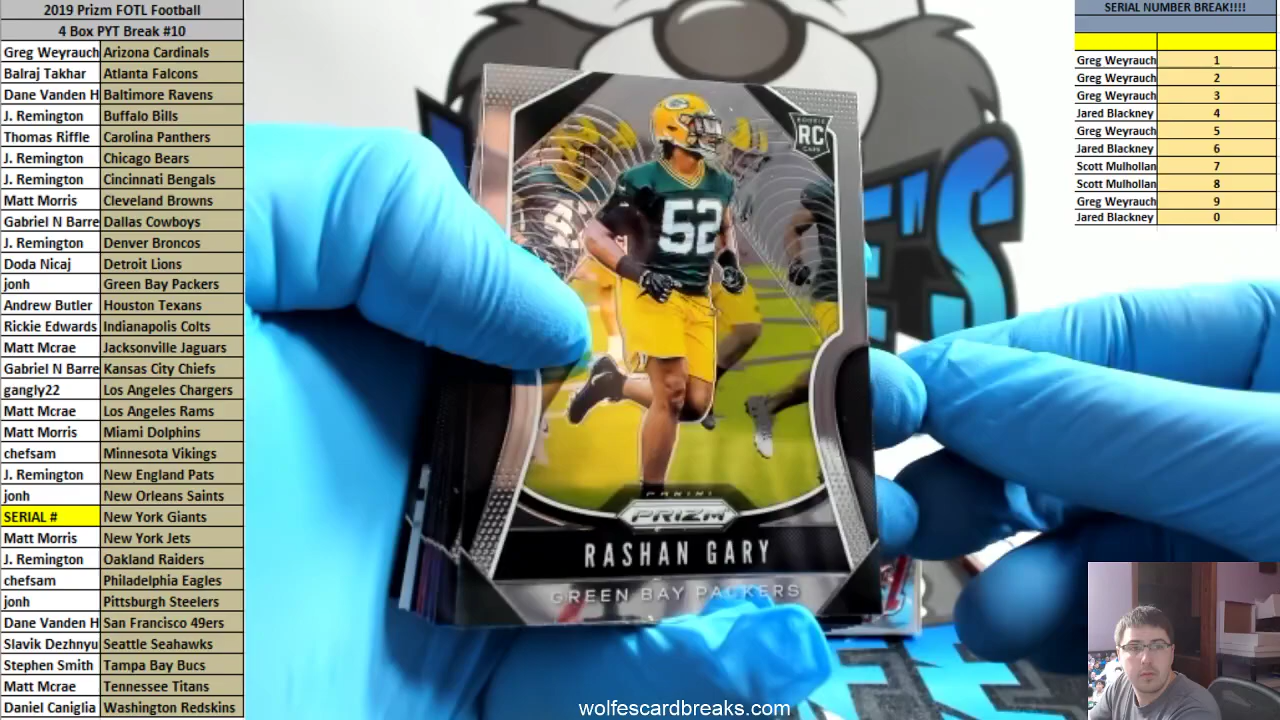 2019 Prizm FOTL Football
4 Box PYT Break #10
Greg Weyrauch Arizona Cardinals
Balraj Takhar Atlanta Falcons
Dane Vanden H Baltimore Ravens
J. Remington Buffalo Bills
Thomas Riffle Carolina Panthers
J. Remington Chicago Bears
J. Remington Cincinnati Bengals
Matt Morris Cleveland Browns
Gabriel N Barre Dallas Cowboys
J. Remington Denver Broncos
Doda Nicaj Detroit Lions
jonh Green Bay Packers
Andrew Butler Houston Texans
Rickie Edwards Indianapolis Colts
Matt Mcrae Jacksonville Jaguars
Gabriel N Barre Kansas City Chiefs
gangly22 Los Angeles Chargers
Matt Mcrae Los Angeles Rams
Matt Morris Miami Dolphins
chefsam Minnesota Vikings
J. Remington New England Pats
jonh New Orleans Saints
SERIAL # New York Giants
Matt Morris New York Jets
J. Remington Oakland Raiders
chefsam Philadelphia Eagles
jonh Pittsburgh Steelers
Dane Vanden H San Francisco 49ers
Slavik Dezhnyu Seattle Seahawks
Stephen Smith Tampa Bay Bucs
Matt Mcrae Tennessee Titans
Daniel Caniglia Washington Redskins
ROOKIE
RC
CARD
G
52
PANINI
PRIZM
RASHAN GARY
GREEN BAY PACKERS
E'S
wolfescardbreaks.com
SERIAL NUMBER BREAK!!!!
Greg Weyrauch 1
Greg Weyrauch 2
Greg Weyrauch 3
Jared Blackney 4
Greg Weyrauch 5
Jared Blackney 6
Scott Mulhollan 7
Scott Mulhollan 8
Greg Weyrauch 9
Jared Blackney 0